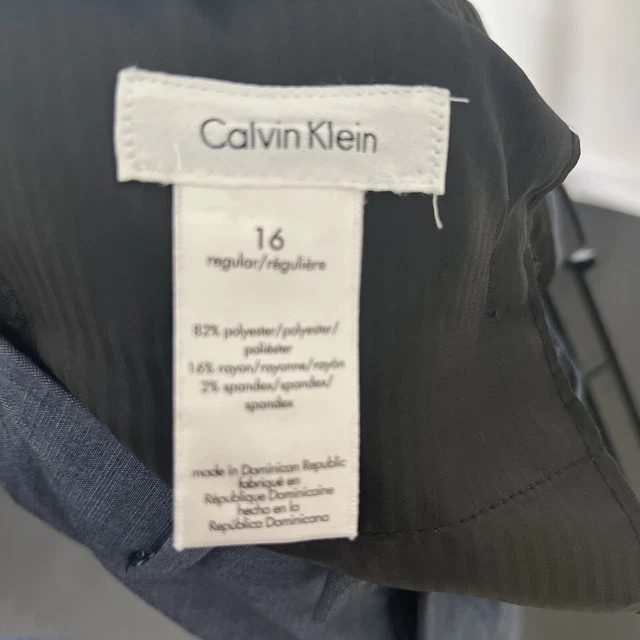 Calvin Klein
16
regular/régulière
82% polyester/polyester/
poliéster
16% rayon/rayonne/rayón
2% spandex/spandex/
spandex
made in Dominican Republic
fabriqué en
République Dominicaine
hecho en la
República Dominicana